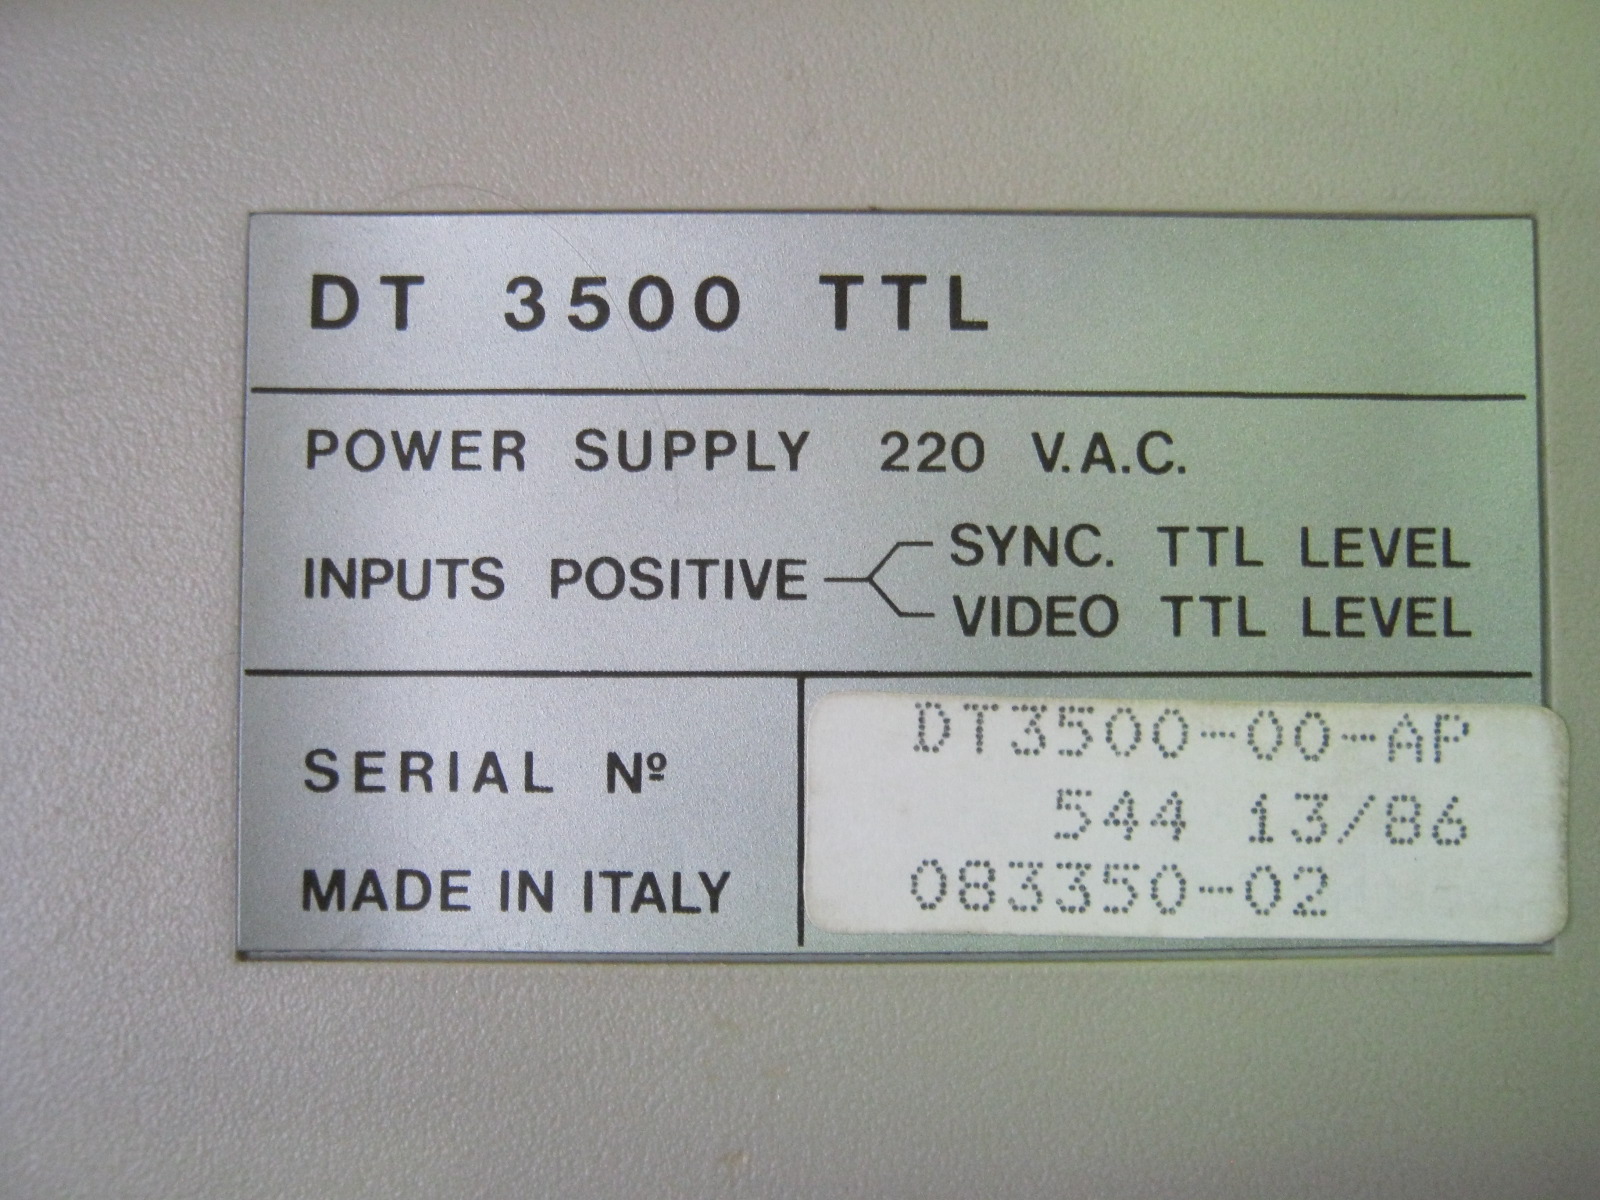 DT 3500 TTL
POWER SUPPLY 220 V.A.C.
INPUTS POSITIVE
SYNC. TTL LEVEL
VIDEO TTL LEVEL
SERIAL Nº
MADE IN ITALY
DT3500-00-AP
544 13/86
083350-02